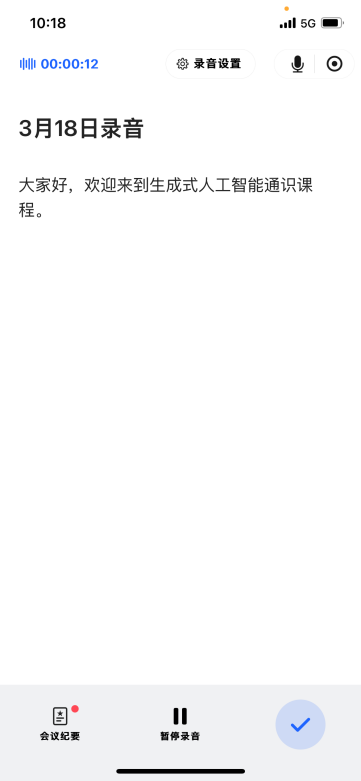 10:18
5G
00:00:12
录音设置
3月18日录音
大家好，欢迎来到生成式人工智能通识课
程。
会议纪要
暂停录音